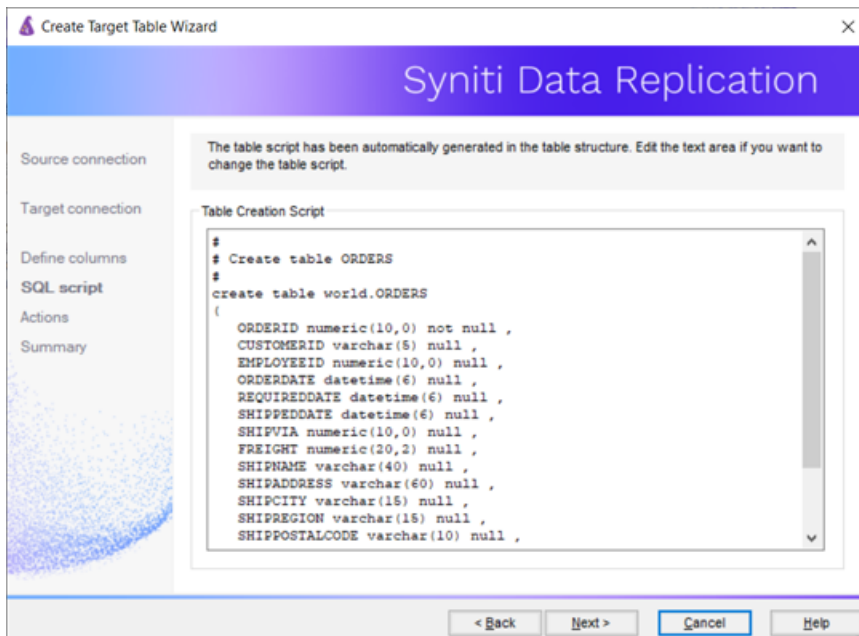 Create Target Table Wizard
Syniti Data Replication
Source connection
Target connection
Define columns
SQL script
Actions
Summary
The table script has been automatically generated in the table structure. Edit the text area if you want to
change the table script.
Table Creation Script
#
# Create table ORDERS
#
create table world.ORDERS
(
ORDERID numeric(10,0) not null ,
CUSTOMERID varchar(5) null ,
EMPLOYEEID numeric(10,0) null ,
ORDERDATE datetime(6) null ,
REQUIREDDATE datetime(6) null ,
SHIPPEDDATE datetime(6) null ,
SHIPVIA numeric(10,0) null ,
FREIGHT numeric(20,2) null ,
SHIPNAME varchar(40) null ,
SHIPADDRESS varchar(60) null ,
SHIPCITY varchar(15) null ,
SHIPREGION varchar(15) null ,
SHIPPOSTALCODE varchar(10) null ,
< Back
Next >
Cancel
Help